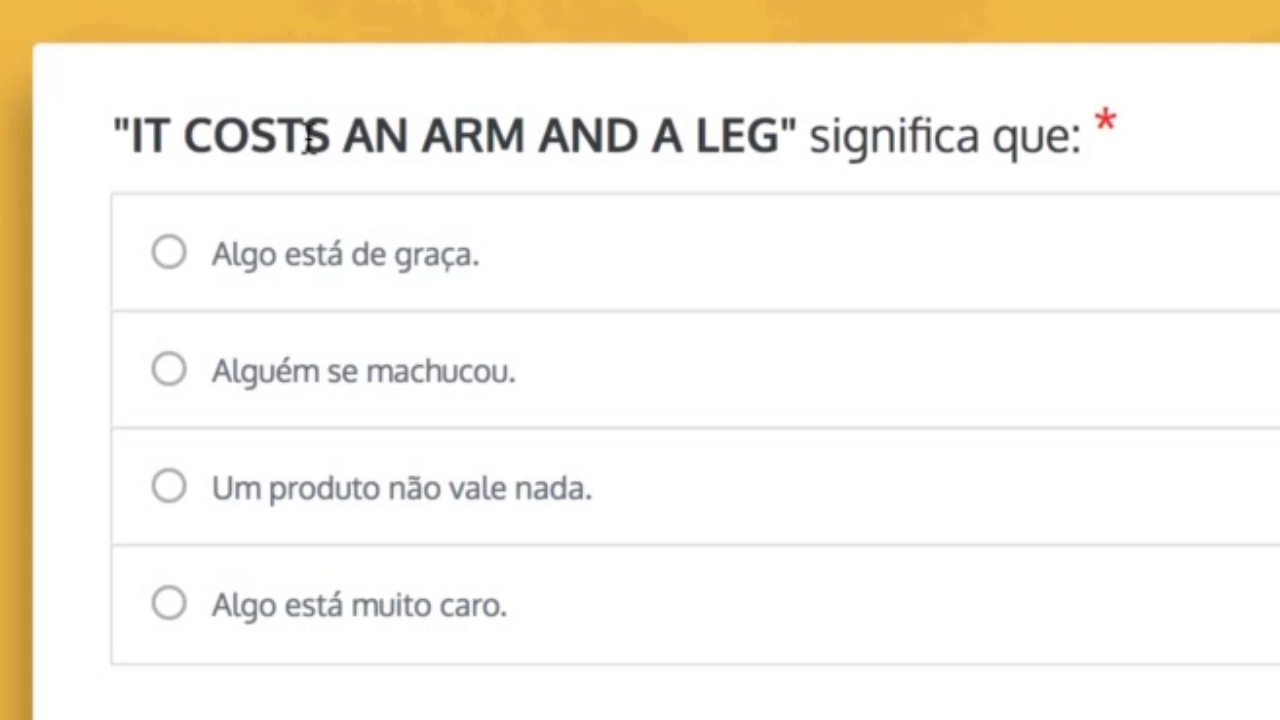 "IT COSTS AN ARM AND A LEG" significa que: *
Algo está de graça.
Alguém se machucou.
Um produto não vale nada.
Algo está muito caro.